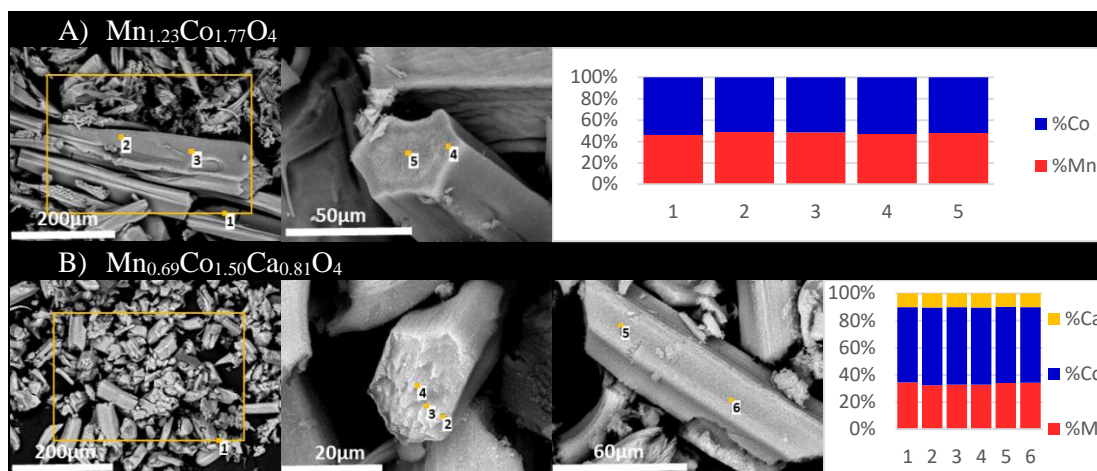 A) Mn1.23Co1.77O4
2
3
1
200µm
5
4
50µm
100%
80%
60%
40%
20%
0%
1 2 3 4 5
%Co
%Mn
B) Mn0.69Co1.50Ca0.81O4
1
200µm
4
3
2
20µm
5
6
60µm
100%
80%
60%
40%
20%
0%
1 2 3 4 5 6
%Ca
%Co
%M